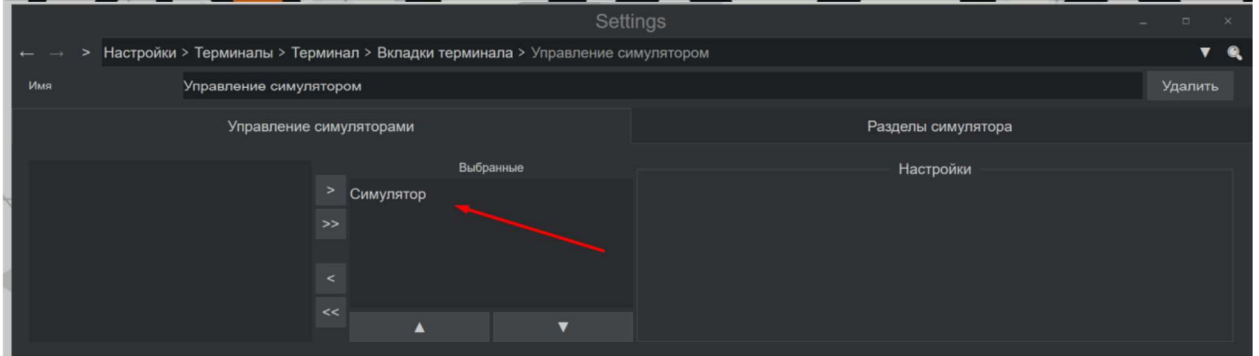 Settings
← → > Настройки > Терминалы > Терминал > Вкладки терминала > Управление симулятором
Имя Управление симулятором Удалить
Управление симуляторами Разделы симулятора
Выбранные Настройки
> Симулятор
>>
<
<<